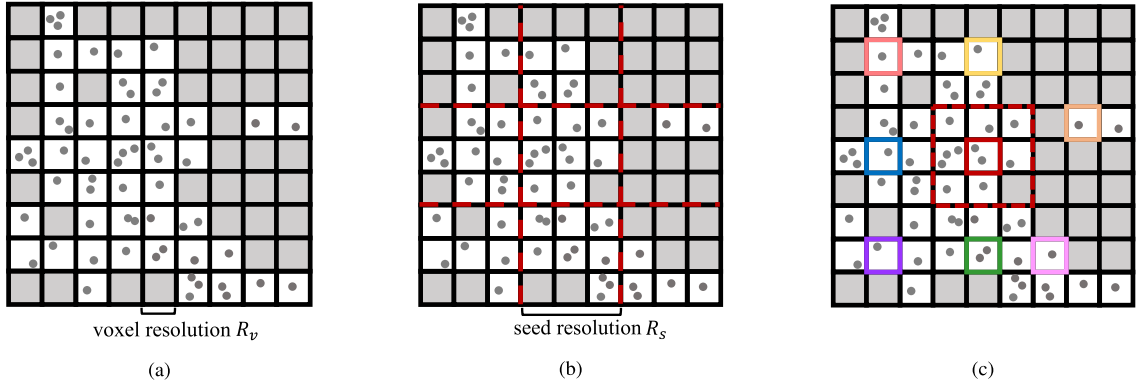 voxel resolution R_v
seed resolution R_s
(a)
(b)
(c)